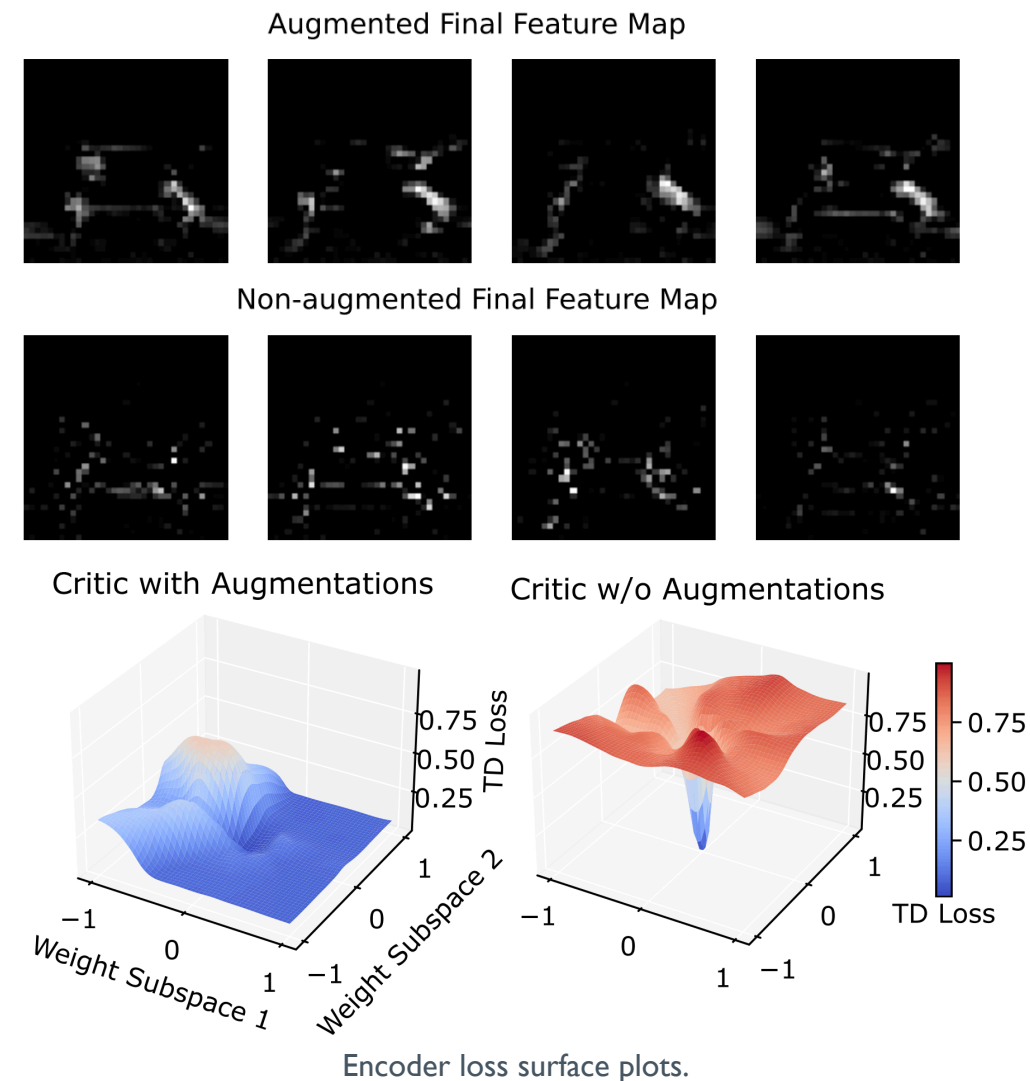 Augmented Final Feature Map
Non-augmented Final Feature Map
Critic with Augmentations
Critic w/o Augmentations
0.75
0.50
0.25
TD Loss
−1
0
1
Weight Subspace 1
−1
0
1
Weight Subspace 2
0.75
0.50
0.25
−1
0
1
−1
0
1
0.75
0.50
0.25
TD Loss
Encoder loss surface plots.